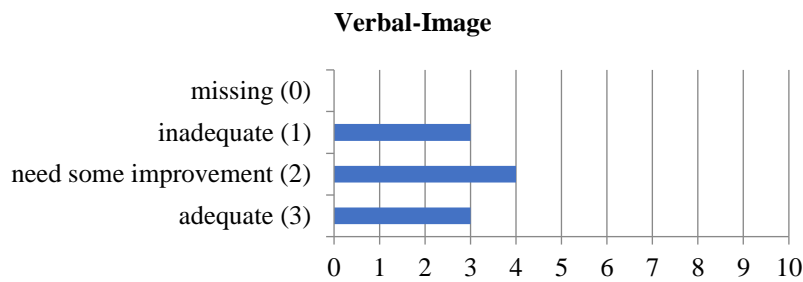 Verbal-Image
missing (0)
inadequate (1)
need some improvement (2)
adequate (3)
0 1 2 3 4 5 6 7 8 9 10